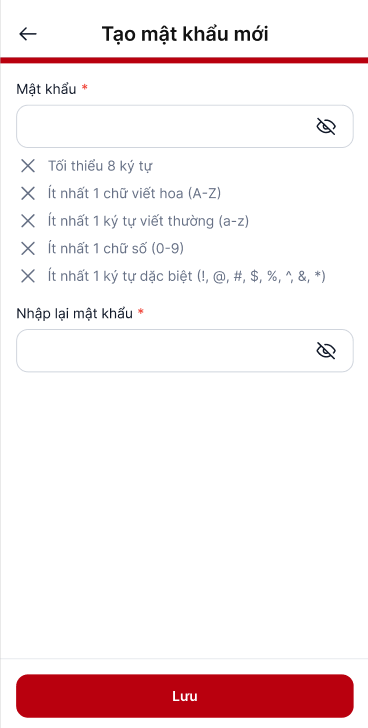 Tạo mật khẩu mới
Mật khẩu *
Tối thiểu 8 ký tự
Ít nhất 1 chữ viết hoa (A-Z)
Ít nhất 1 ký tự viết thường (a-z)
Ít nhất 1 chữ số (0-9)
Ít nhất 1 ký tự dặc biệt (!, @, #, $, %, ^, &, *)
Nhập lại mật khẩu *
Lưu